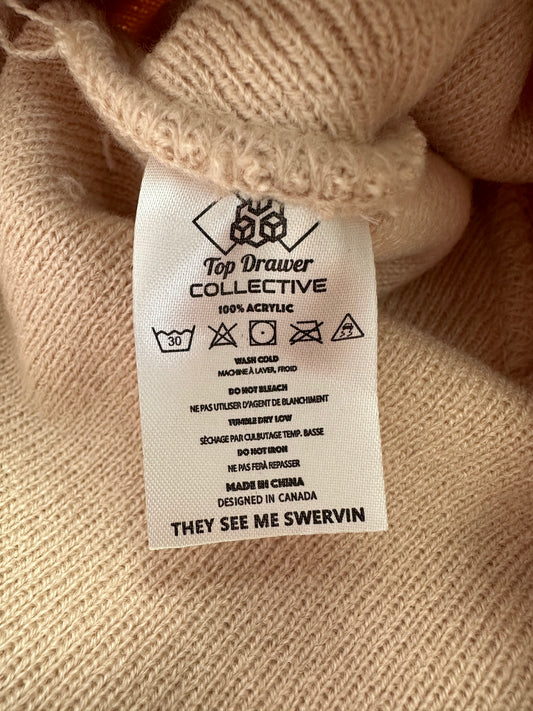 Top Drawer
COLLECTIVE
100% ACRYLIC
30
WASH COLD
MACHINE À LAVER, FROID
DO NOT BLEACH
NE PAS UTILISER D'AGENT DE BLANCHIMENT
TUMBLE DRY LOW
SÈCHAGE PAR CULBUTAGE TEMP. BASSE
DO NOT IRON
NE PAS FERÀ REPASSER
MADE IN CHINA
DESIGNED IN CANADA
THEY SEE ME SWERVIN